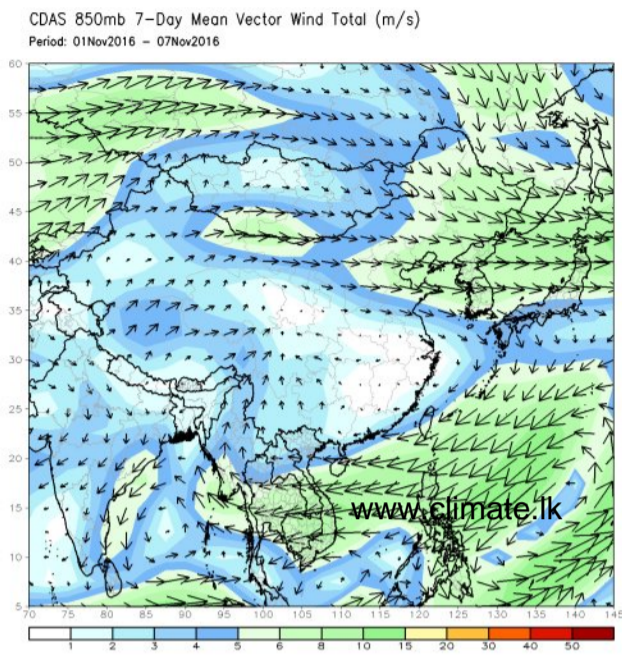 CDAS 850mb 7-Day Mean Vector Wind Total (m/s)
Period: 01Nov2016 - 07Nov2016
60
55
50
45
40
35
30
25
20
15
10
5
www.climate.lk
70 75 80 85 90 95 100 105 110 115 120 125 130 135 140 145
1 2 3 4 5 6 8 10 15 20 30 40 50